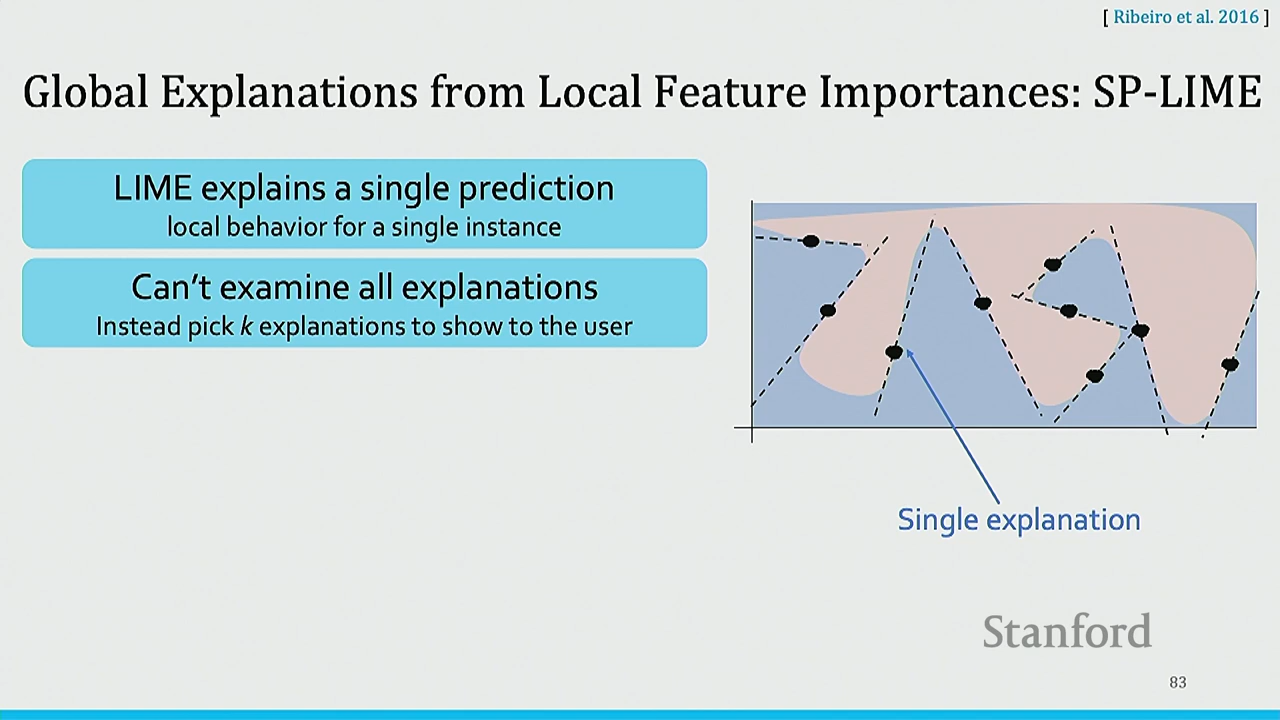 [ Ribeiro et al. 2016 ]
Global Explanations from Local Feature Importances: SP-LIME
LIME explains a single prediction
local behavior for a single instance
Can’t examine all explanations
Instead pick k explanations to show to the user
Single explanation
Stanford
83